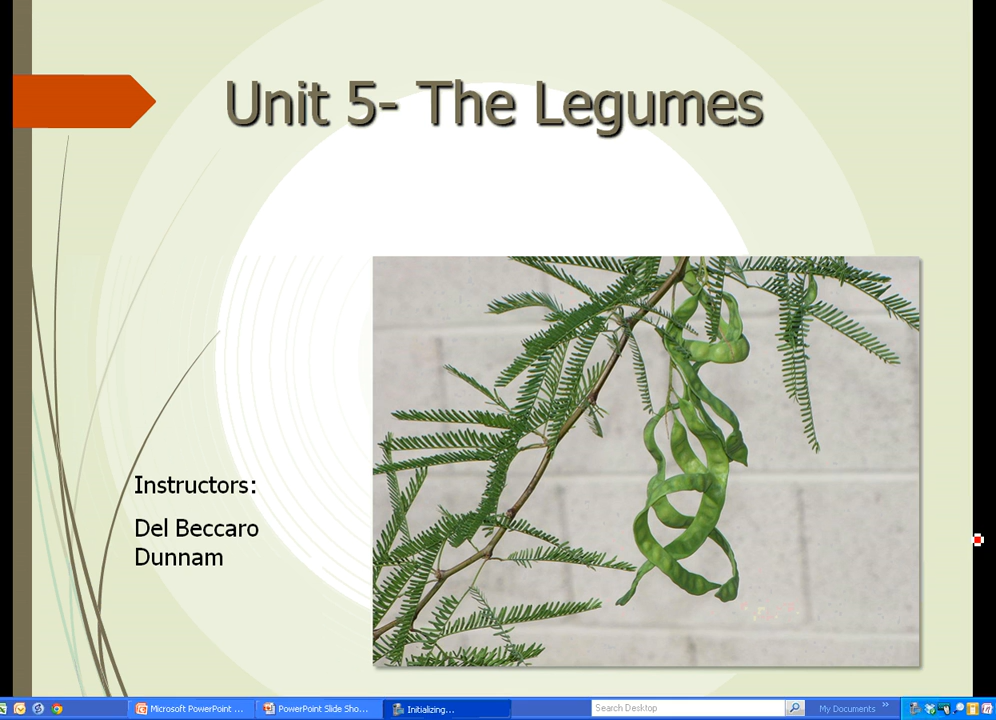 Unit 5- The Legumes
Instructors:
Del Beccaro
Dunnam
Microsoft PowerPoint ...
PowerPoint Slide Sho...
Initializing...
Search Desktop
My Documents
»